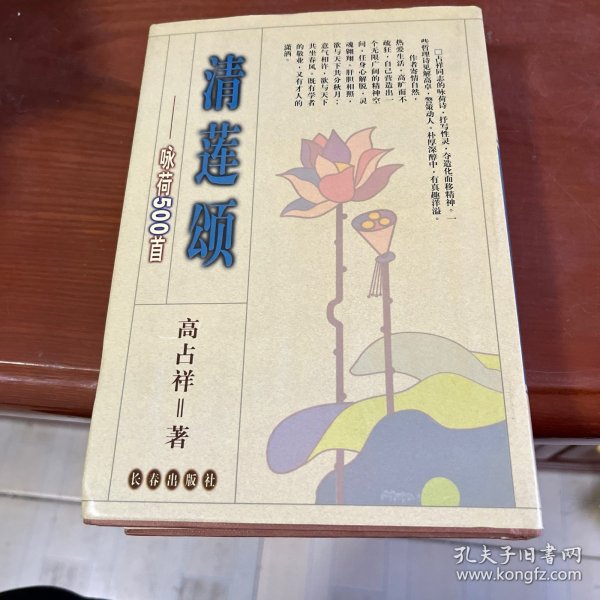 □占祥同志的咏荷诗，抒写性灵，夺造化而移精神。一
些哲理诗见解高卓，警策动人。朴厚深醇中，有真趣洋溢。
作者寄情自然，
热爱生活，高旷而不
疏狂，自己营造出一
个无限广阔的精神空
间，任身心解脱，灵
魂翱翔。肝胆相照，
欲与天下共分秋月；
意气相许，欲与天下
共坐春风。既有学者
的敬业，又有才人的
潇洒。
清莲颂
咏荷500首
高占祥=著
长春出版社
孔夫子旧书网
www.kongfz.com